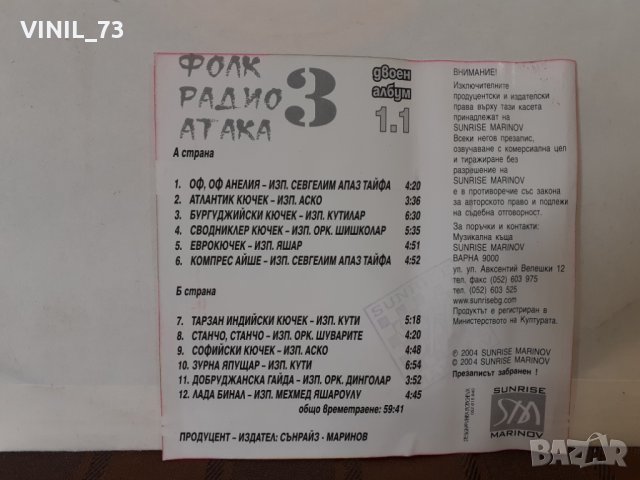 VINIL_73
ФОЛК
РАДИО
АТАКА
3
двоен
албум
1.1
А страна
1. ОФ, ОФ АНЕЛИЯ – ИЗП. СЕВГЕЛИМ АПАЗ ТАЙФА 4:20
2. АТЛАНТИК КЮЧЕК – ИЗП. АСКО 3:36
3. БУРГУДЖИЙСКИ КЮЧЕК – ИЗП. КУТИЛАР 6:30
4. СВОДНИКЛЕР КЮЧЕК – ИЗП. ОРК. ШИШКОЛАР 5:35
5. ЕВРОКЮЧЕК – ИЗП. ЯШАР 4:51
6. КОМПРЕС АЙШЕ – ИЗП. СЕВГЕЛИМ АПАЗ ТАЙФА 4:52
Б страна
7. ТАРЗАН ИНДИЙСКИ КЮЧЕК – ИЗП. КУТИ 5:18
8. СТАНЧО, СТАНЧО – ИЗП. ОРК. ШУВАРИТЕ 4:20
9. СОФИЙСКИ КЮЧЕК – ИЗП. АСКО 4:48
10. ЗУРНА ЯПУЩАР – ИЗП. КУТИ 6:54
11. ДОБРУДЖАНСКА ГАЙДА – ИЗП. ОРК. ДИНГОЛАР 3:52
12. ЛАДА БИНАЛ – ИЗП. МЕХМЕД ЯШАРОУЛУ 4:45
общо времетраене: 59:41
ПРОДУЦЕНТ – ИЗДАТЕЛ: СЪНРАЙЗ - МАРИНОВ
ВНИМАНИЕ!
Изключителните
продуцентски и издателски
права върху тази касета
принадлежат на
SUNRISE MARINOV
Всеки негов презапис,
озвучаване с комерсиална цел
и тиражиране без
разрешение на
SUNRISE MARINOV
е в противоречие със закона
за авторското право и подлежи
на съдебна отговорност.
За поръчки и контакти:
Музикална къща
SUNRISE MARINOV
ВАРНА 9000
ул. ул. Авксентий Велешки 12
тел. факс (052) 603 975
тел. (052) 603 525
www.sunrisebg.com
Продуктът е регистриран в
Министерството на Културата.
℗ 2004 SUNRISE MARINOV
© 2004 SUNRISE MARINOV
Презаписът забранен !
SUNRISE
SM
MARINOV
SUNRISE
BAZAR